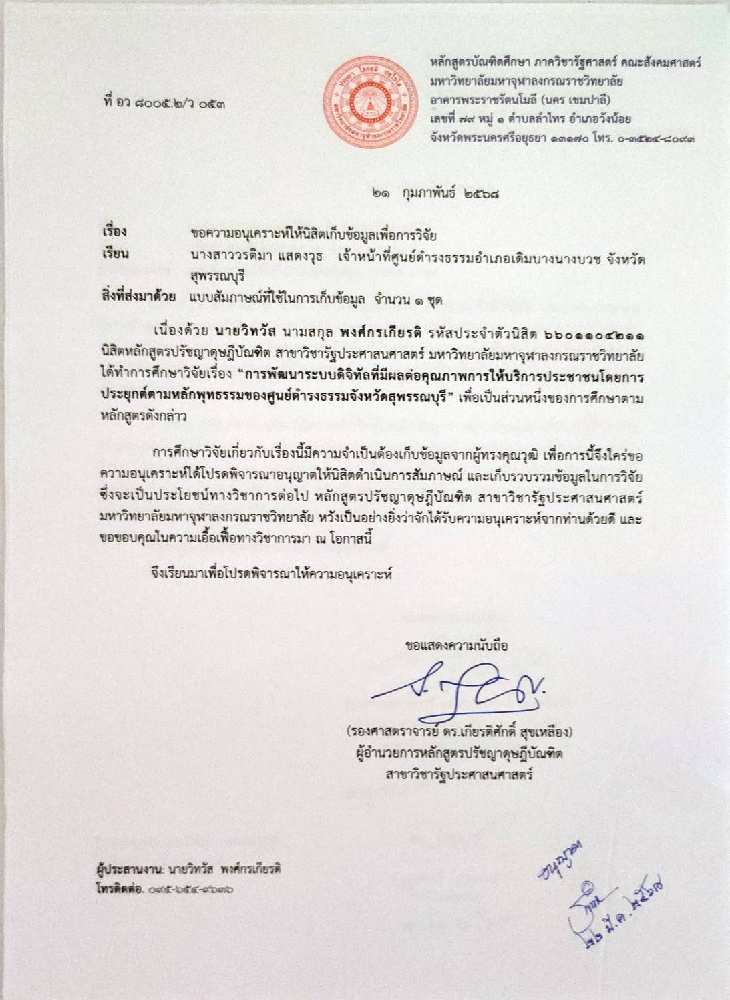 หลักสูตรบัณฑิตศึกษา ภาควิชารัฐศาสตร์ คณะสังคมศาสตร์
มหาวิทยาลัยมหาจุฬาลงกรณราชวิทยาลัย
อาคารพระราชรัตนโมลี (นคร เขมปาลี)
เลขที่ ๗๙ หมู่ ๑ ตำบลลำไทร อำเภอวังน้อย
จังหวัดพระนครศรีอยุธยา ๑๓๑๗๐ โทร. ๐-๓๕๒๔-๘๐๙๓
ที่ อว ๘๐๐๕.๒/ว ๐๕๓
ปญฺญา โลกสฺมิ ปชฺโชโต
มหาวิทยาลัยมหาจุฬาลงกรณราชวิทยาลัย
๒๑ กุมภาพันธ์ ๒๕๖๘
เรื่อง ขอความอนุเคราะห์ให้นิสิตเก็บข้อมูลเพื่อการวิจัย
เรียน นางสาววรติมา แสดงวุธ เจ้าหน้าที่ศูนย์ดำรงธรรมอำเภอเดิมบางนางบวช จังหวัด
สุพรรณบุรี
สิ่งที่ส่งมาด้วย แบบสัมภาษณ์ที่ใช้ในการเก็บข้อมูล จำนวน ๑ ชุด
เนื่องด้วย นายวิทวัส นามสกุล พงศ์กรเกียรติ รหัสประจำตัวนิสิต ๖๖๐๑๑๐๔๒๑๑
นิสิตหลักสูตรปรัชญาดุษฎีบัณฑิต สาขาวิชารัฐประศาสนศาสตร์ มหาวิทยาลัยมหาจุฬาลงกรณราชวิทยาลัย
ได้ทำการศึกษาวิจัยเรื่อง “การพัฒนาระบบดิจิทัลที่มีผลต่อคุณภาพการให้บริการประชาชนโดยการ
ประยุกต์ตามหลักพุทธรรมของศูนย์ดำรงธรรมจังหวัดสุพรรณบุรี” เพื่อเป็นส่วนหนึ่งของการศึกษาตาม
หลักสูตรดังกล่าว
การศึกษาวิจัยเกี่ยวกับเรื่องนี้มีความจำเป็นต้องเก็บข้อมูลจากผู้ทรงคุณวุฒิ เพื่อการนี้จึงใคร่ขอ
ความอนุเคราะห์ได้โปรดพิจารณาอนุญาตให้นิสิตดำเนินการสัมภาษณ์ และเก็บรวบรวมข้อมูลในการวิจัย
ซึ่งจะเป็นประโยชน์ทางวิชาการต่อไป หลักสูตรปรัชญาดุษฎีบัณฑิต สาขาวิชารัฐประศาสนศาสตร์
มหาวิทยาลัยมหาจุฬาลงกรณราชวิทยาลัย หวังเป็นอย่างยิ่งว่าจักได้รับความอนุเคราะห์จากท่านด้วยดี และ
ขอขอบคุณในความเอื้อเฟื้อทางวิชาการมา ณ โอกาสนี้
จึงเรียนมาเพื่อโปรดพิจารณาให้ความอนุเคราะห์
ขอแสดงความนับถือ
(รองศาสตราจารย์ ดร.เกียรติศักดิ์ สุขเหลือง)
ผู้อำนวยการหลักสูตรปรัชญาดุษฎีบัณฑิต
สาขาวิชารัฐประศาสนศาสตร์
ผู้ประสานงาน: นายวิทวัส พงศ์กรเกียรติ
โทรติดต่อ. ๐๙๕-๖๕๔-๙๖๓๖
อนุญาต
๒๒ มี.ค. ๒๕๖๗